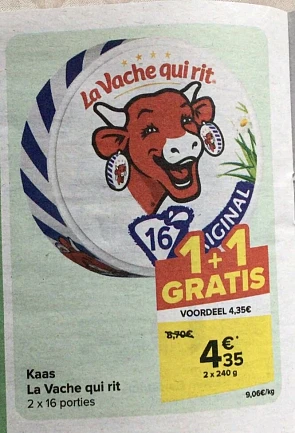 La Vache qui rit
16
ORIGINAL
1+1
GRATIS
VOORDEEL 4,35€
8,70€
4,35 €*
2 x 240 g
9,06€/kg
Kaas
La Vache qui rit
2 x 16 porties